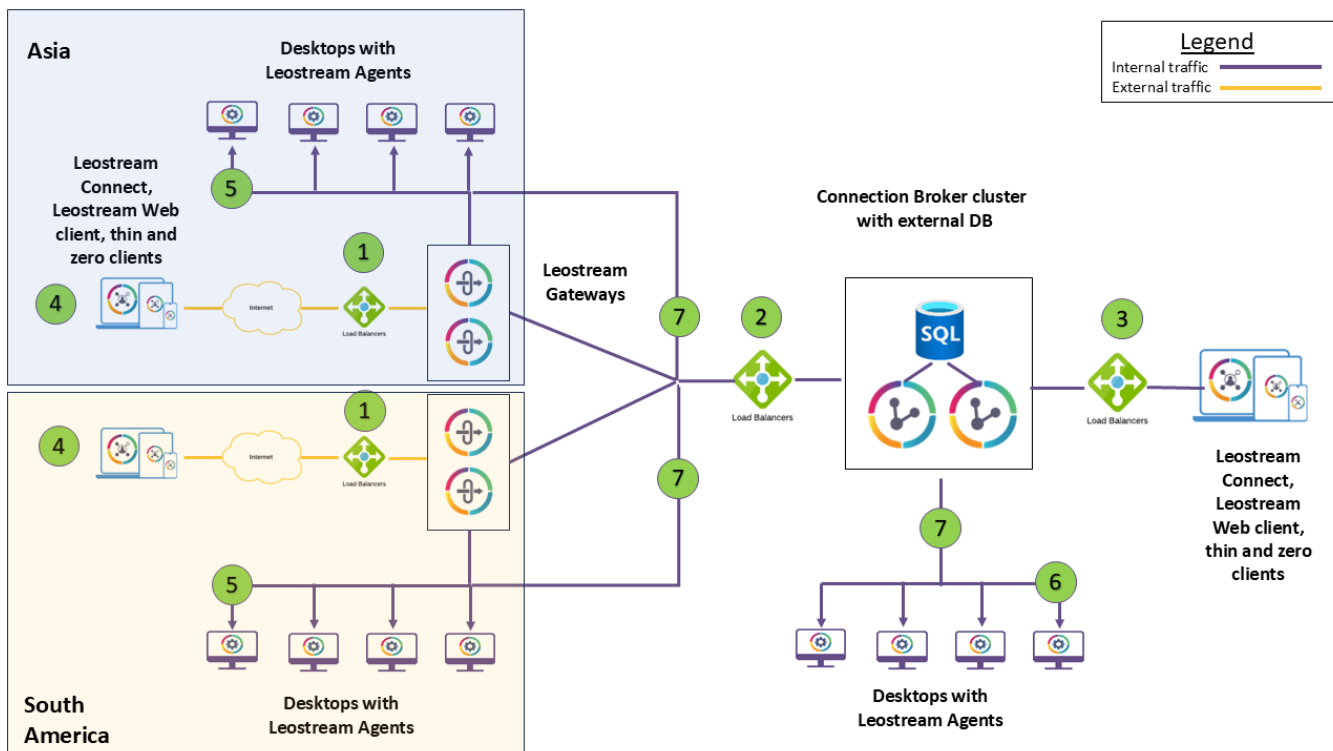 Asia
Desktops with
Leostream Agents
Legend
Internal traffic
External traffic
Leostream
Connect,
Leostream Web
client, thin and
zero clients
5
1
4
Internet
Load Balancers
Leostream
Gateways
7
2
Load Balancers
Connection Broker cluster
with external DB
SQL
3
Load Balancers
Leostream
Connect,
Leostream
Web client,
thin and zero
clients
1
4
Internet
Load Balancers
7
5
Desktops with
Leostream Agents
South
America
7
6
Desktops with
Leostream Agents